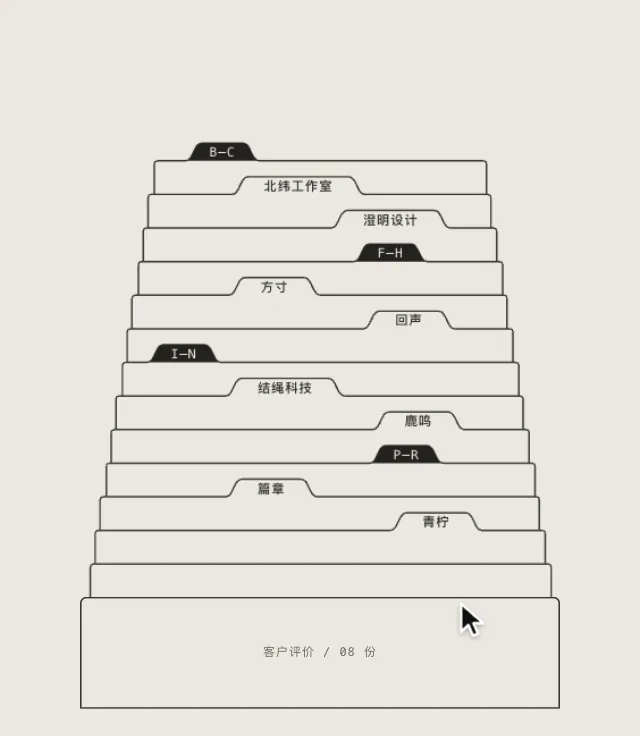 B—C
北纬工作室
澄明设计
F—H
方寸
回声
I—N
结绳科技
鹿鸣
P—R
篇章
青柠
客户评价 / 08 份